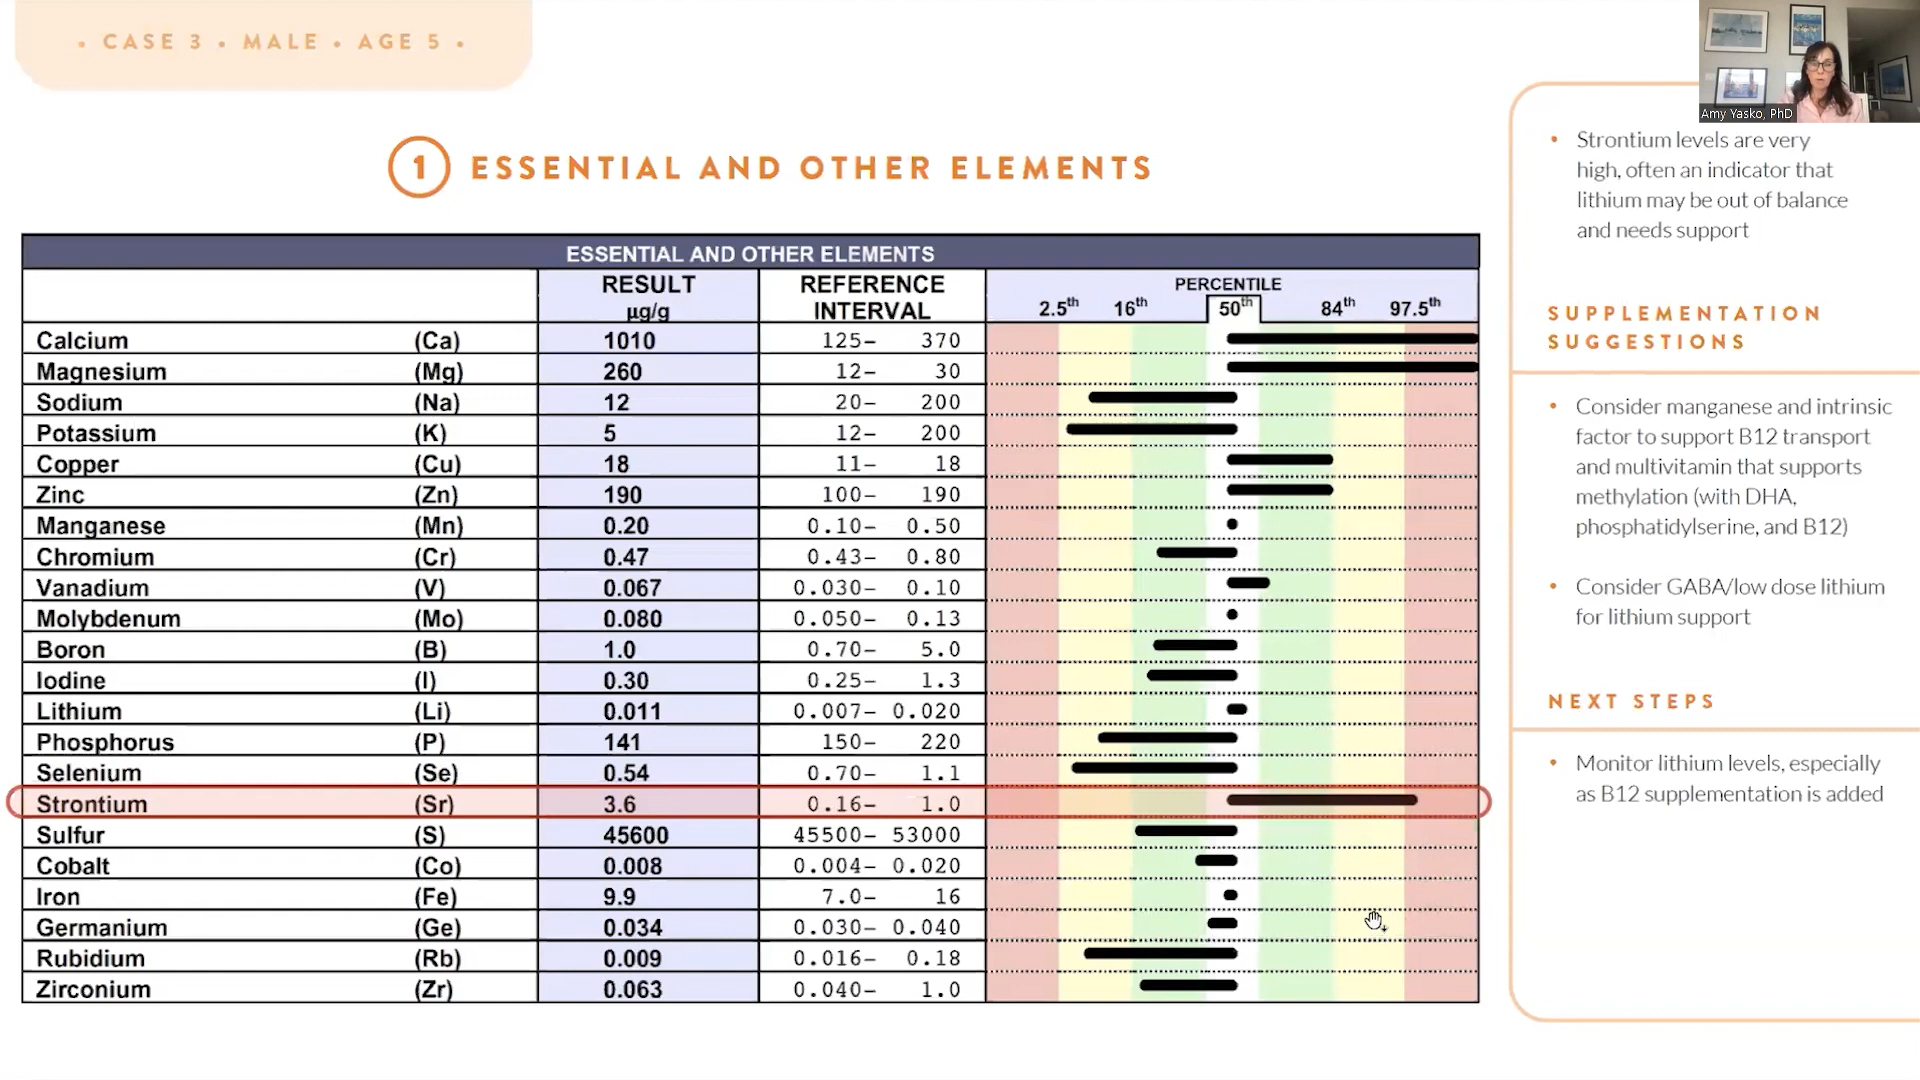 • CASE 3 • MALE • AGE 5 •
Amy Yasko, PhD
1 ESSENTIAL AND OTHER ELEMENTS
ESSENTIAL AND OTHER ELEMENTS
RESULT µg/g REFERENCE INTERVAL PERCENTILE 2.5th 16th 50th 84th 97.5th
Calcium (Ca) 1010 125- 370
Magnesium (Mg) 260 12- 30
Sodium (Na) 12 20- 200
Potassium (K) 5 12- 200
Copper (Cu) 18 11- 18
Zinc (Zn) 190 100- 190
Manganese (Mn) 0.20 0.10- 0.50
Chromium (Cr) 0.47 0.43- 0.80
Vanadium (V) 0.067 0.030- 0.10
Molybdenum (Mo) 0.080 0.050- 0.13
Boron (B) 1.0 0.70- 5.0
Iodine (I) 0.30 0.25- 1.3
Lithium (Li) 0.011 0.007- 0.020
Phosphorus (P) 141 150- 220
Selenium (Se) 0.54 0.70- 1.1
Strontium (Sr) 3.6 0.16- 1.0
Sulfur (S) 45600 45500- 53000
Cobalt (Co) 0.008 0.004- 0.020
Iron (Fe) 9.9 7.0- 16
Germanium (Ge) 0.034 0.030- 0.040
Rubidium (Rb) 0.009 0.016- 0.18
Zirconium (Zr) 0.063 0.040- 1.0
• Strontium levels are very
high, often an indicator that
lithium may be out of balance
and needs support
SUPPLEMENTATION
SUGGESTIONS
• Consider manganese and intrinsic
factor to support B12 transport
and multivitamin that supports
methylation (with DHA,
phosphatidylserine, and B12)
• Consider GABA/low dose lithium
for lithium support
NEXT STEPS
• Monitor lithium levels, especially
as B12 supplementation is added